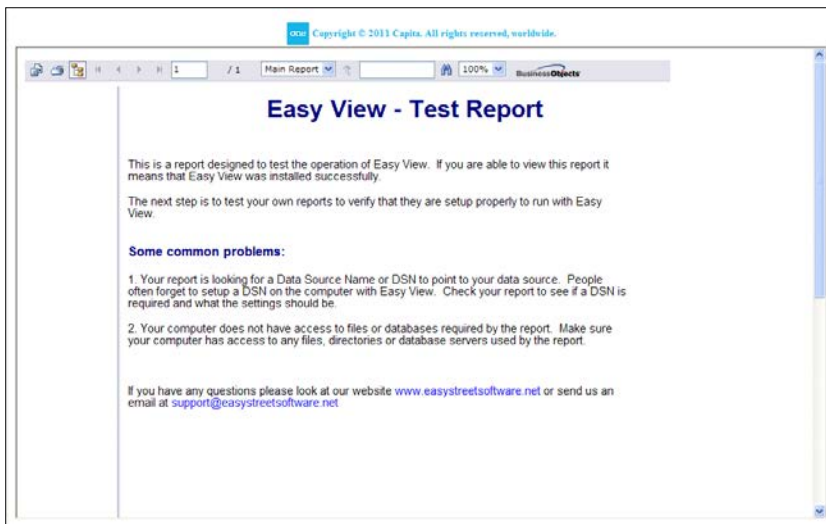 one Copyright © 2011 Capita. All rights reserved, worldwide.
1 / 1 Main Report 100% BusinessObjects
Easy View - Test Report
This is a report designed to test the operation of Easy View. If you are able to view this report it
means that Easy View was installed successfully.
The next step is to test your own reports to verify that they are setup properly to run with Easy
View.
Some common problems:
1. Your report is looking for a Data Source Name or DSN to point to your data source. People
often forget to setup a DSN on the computer with Easy View. Check your report to see if a DSN is
required and what the settings should be.
2. Your computer does not have access to files or databases required by the report. Make sure
your computer has access to any files, directories or database servers used by the report.
If you have any questions please look at our website www.easystreetsoftware.net or send us an
email at support@easystreetsoftware.net